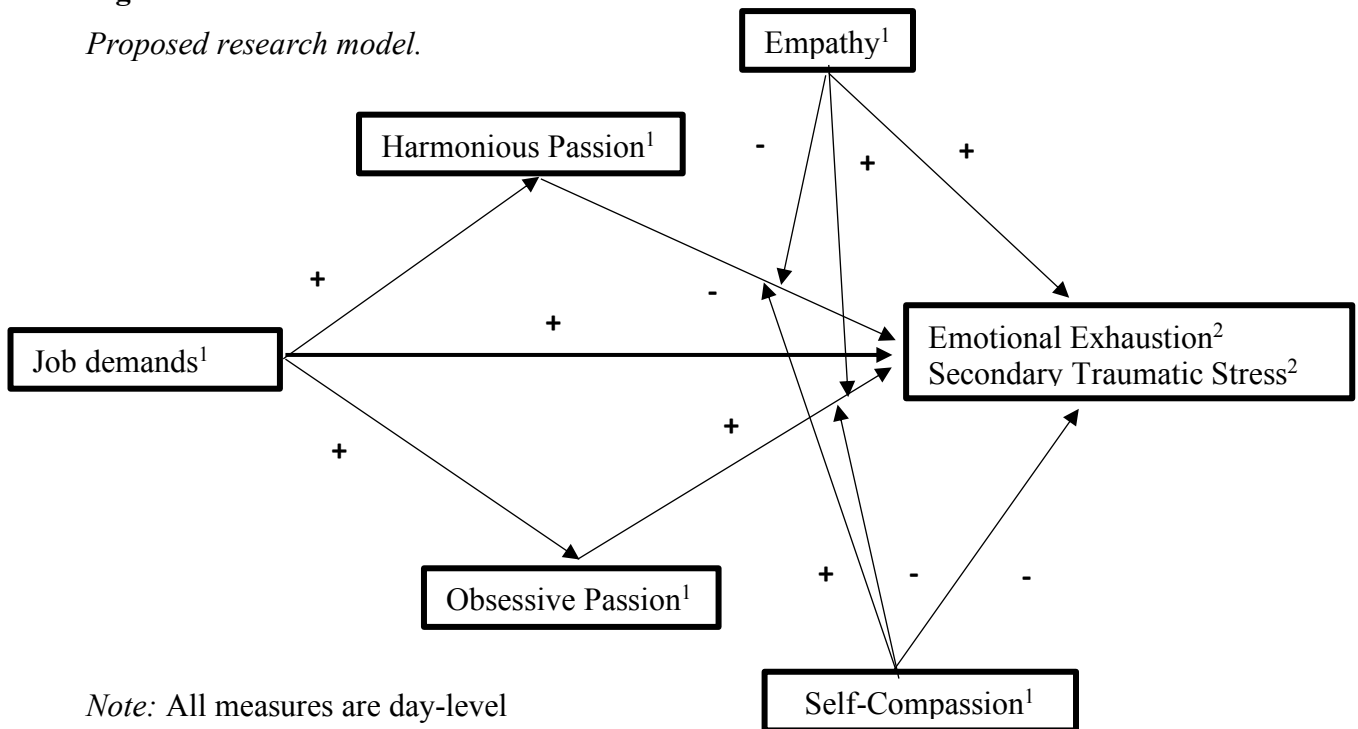 Proposed research model.
Empathy¹
Harmonious Passion¹
-
+
+
+
-
+
Job demands¹
Emotional Exhaustion²
Secondary Traumatic Stress²
+
+
Obsessive Passion¹
+
-
-
Self-Compassion¹
Note: All measures are day-level